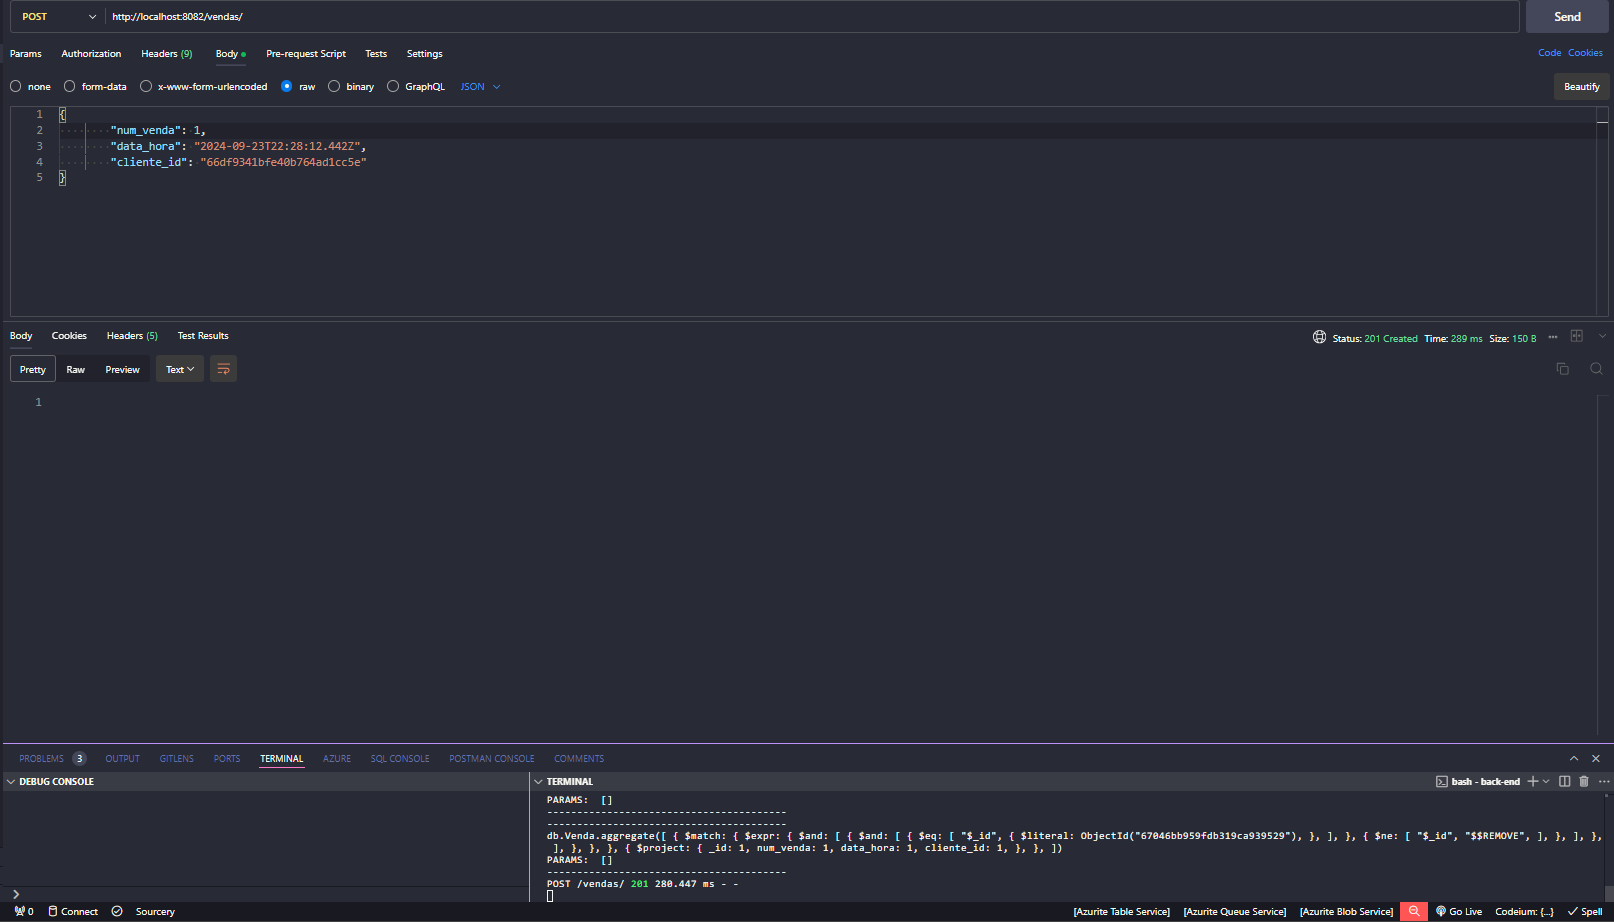 POST http://localhost:8082/vendas/ Send
Params Authorization Headers (9) Body Pre-request Script Tests Settings Code Cookies
none form-data x-www-form-urlencoded raw binary GraphQL JSON Beautify
1 {
2 "num_venda": 1,
3 "data_hora": "2024-09-23T22:28:12.442Z",
4 "cliente_id": "66df9341bfe40b764ad1cc5e"
5 }
Body Cookies Headers (5) Test Results Status: 201 Created Time: 289 ms Size: 150 B
Pretty Raw Preview Text
1
PROBLEMS 3 OUTPUT GITLENS PORTS TERMINAL AZURE SQL CONSOLE POSTMAN CONSOLE COMMENTS
DEBUG CONSOLE
TERMINAL bash - back-end
PARAMS: []
----------------------------------------
----------------------------------------
db.Venda.aggregate([ { $match: { $expr: { $and: [ { $and: [ { $eq: [ "$_id", { $literal: ObjectId("67046bb959fdb319ca939529"), }, ], }, { $ne: [ "$_id", "$$REMOVE", ], }, ], },
], }, }, }, { $project: { _id: 1, num_venda: 1, data_hora: 1, cliente_id: 1, }, }, ])
PARAMS: []
----------------------------------------
POST /vendas/ 201 280.447 ms - -
0 Connect Sourcery [Azurite Table Service] [Azurite Queue Service] [Azurite Blob Service] Go Live Codeium: {...} Spell